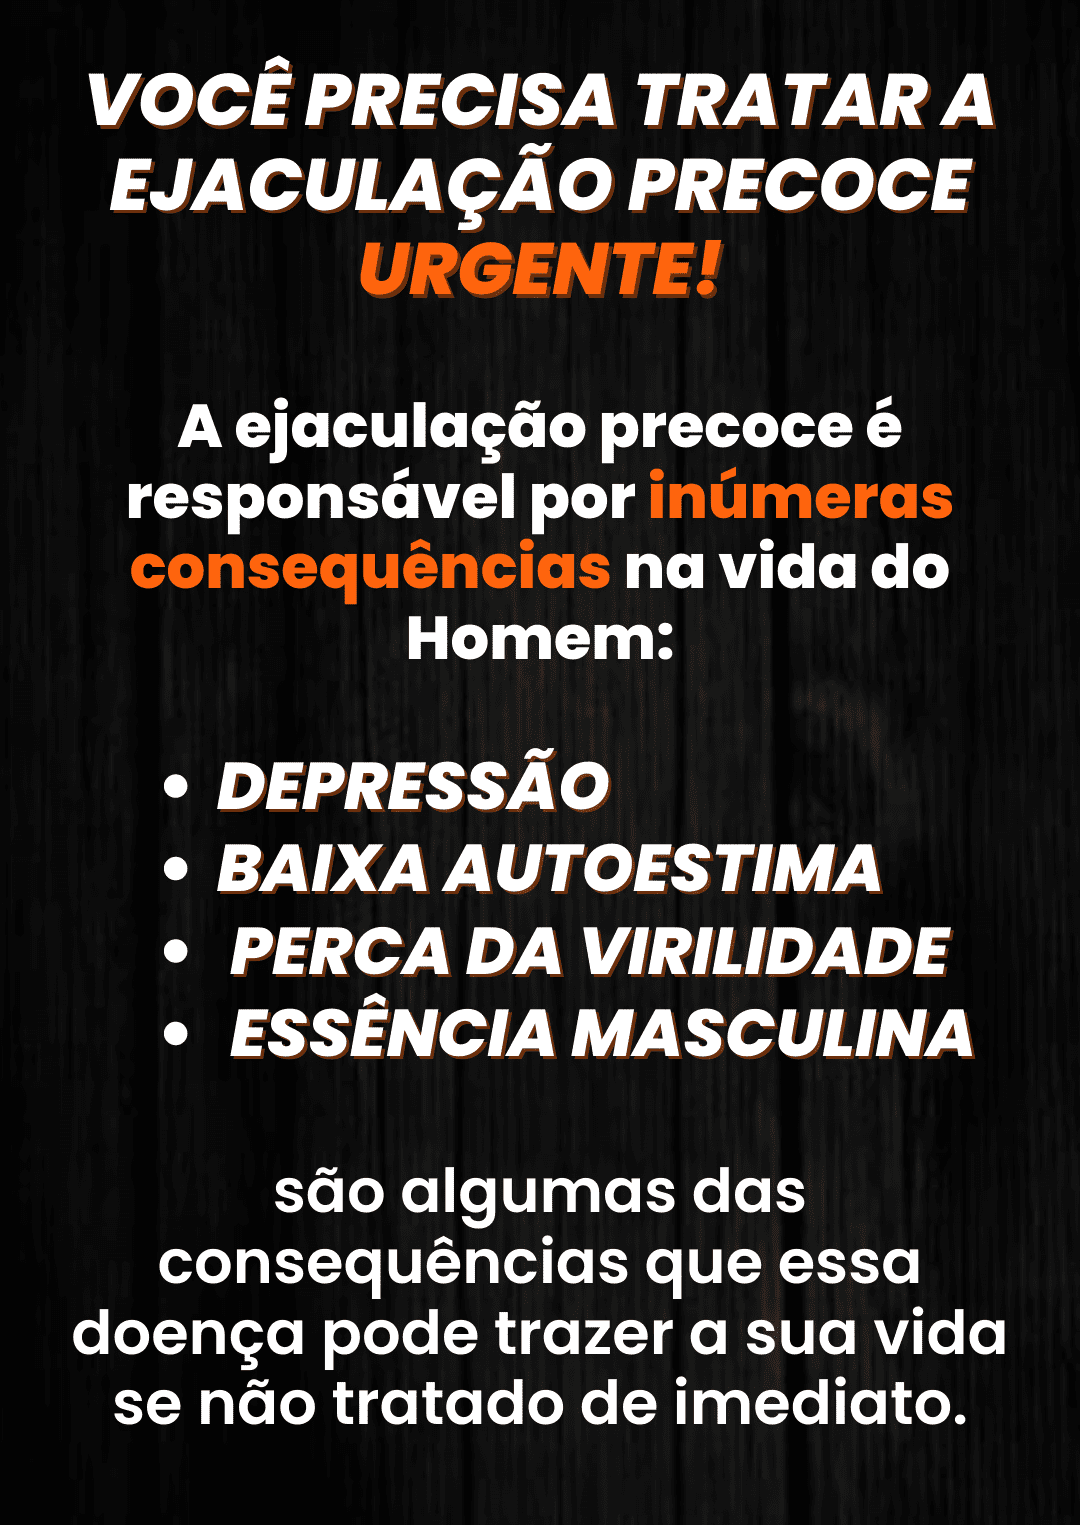 VOCÊ PRECISA TRATAR A
EJACULAÇÃO PRECOCE
URGENTE!
A ejaculação precoce é
responsável por inúmeras
consequências na vida do
Homem:
• DEPRESSÃO
• BAIXA AUTOESTIMA
• PERCA DA VIRILIDADE
• ESSÊNCIA MASCULINA
são algumas das
consequências que essa
doença pode trazer a sua vida
se não tratado de imediato.